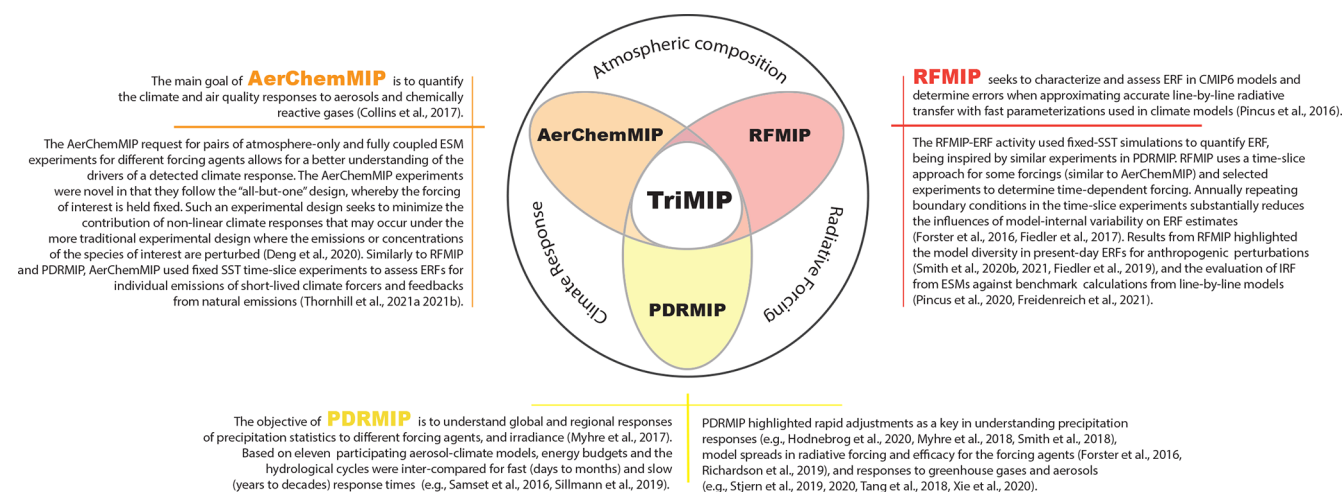 The main goal of AerChemMIP is to quantify
the climate and air quality responses to aerosols and chemically
reactive gases (Collins et al., 2017).
The AerChemMIP request for pairs of atmosphere-only and fully coupled ESM
experiments for different forcing agents allows for a better understanding of the
drivers of a detected climate response. The AerChemMIP experiments
were novel in that they follow the “all-but-one” design, whereby the forcing
of interest is held fixed. Such an experimental design seeks to minimize the
contribution of non-linear climate responses that may occur under the
more traditional experimental design where the emissions or concentrations
of the species of interest are perturbed (Deng et al., 2020). Similarly to RFMIP
and PDRMIP, AerChemMIP used fixed SST time-slice experiments to assess ERFs for
individual emissions of short-lived climate forcers and feedbacks
from natural emissions (Thornhill et al., 2021a 2021b).
Atmospheric composition
AerChemMIP
RFMIP
TriMIP
PDRMIP
Climate Response
Radiative Forcing
RFMIP seeks to characterize and assess ERF in CMIP6 models and
determine errors when approximating accurate line-by-line radiative
transfer with fast parameterizations used in climate models (Pincus et al., 2016).
The RFMIP-ERF activity used fixed-SST simulations to quantify ERF,
being inspired by similar experiments in PDRMIP. RFMIP uses a time-slice
approach for some forcings (similar to AerChemMIP) and selected
experiments to determine time-dependent forcing. Annually repeating
boundary conditions in the time-slice experiments substantially reduces
the influences of model-internal variability on ERF estimates
(Forster et al., 2016, Fiedler et al., 2017). Results from RFMIP highlighted
the model diversity in present-day ERFs for anthropogenic perturbations
(Smith et al., 2020b, 2021, Fiedler et al., 2019), and the evaluation of IRF
from ESMs against benchmark calculations from line-by-line models
(Pincus et al., 2020, Freidenreich et al., 2021).
The objective of PDRMIP is to understand global and regional responses
of precipitation statistics to different forcing agents, and irradiance (Myhre et al., 2017).
Based on eleven participating aerosol-climate models, energy budgets and the
hydrological cycles were inter-compared for fast (days to months) and slow
(years to decades) response times (e.g., Samset et al., 2016, Sillmann et al., 2019).
PDRMIP highlighted rapid adjustments as a key in understanding precipitation
responses (e.g., Hodnebrog et al., 2020, Myhre et al., 2018, Smith et al., 2018),
model spreads in radiative forcing and efficacy for the forcing agents (Forster et al., 2016,
Richardson et al., 2019), and responses to greenhouse gases and aerosols
(e.g., Stjern et al., 2019, 2020, Tang et al., 2018, Xie et al., 2020).